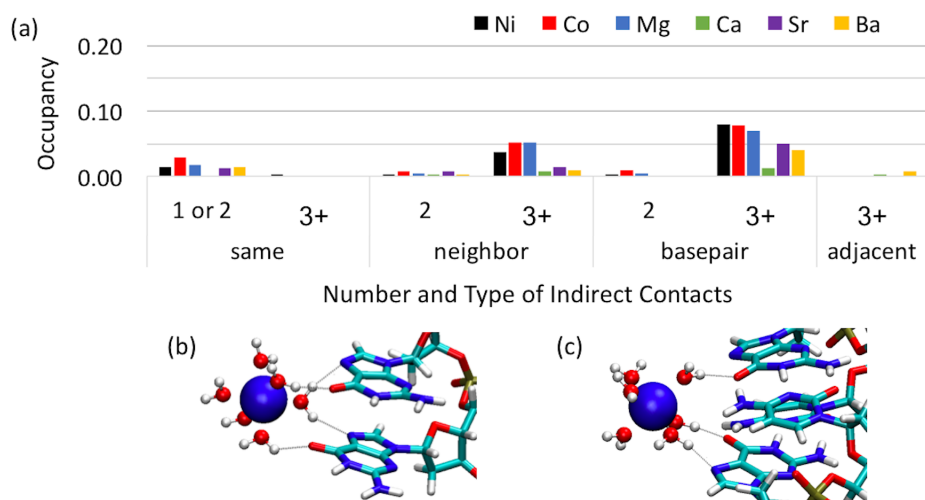 (a)
Ni Co Mg Ca Sr Ba
Occupancy
0.20
0.10
0.00
1 or 2 3+ 2 3+ 2 3+ 3+
same neighbor basepair adjacent
Number and Type of Indirect Contacts
(b) (c)